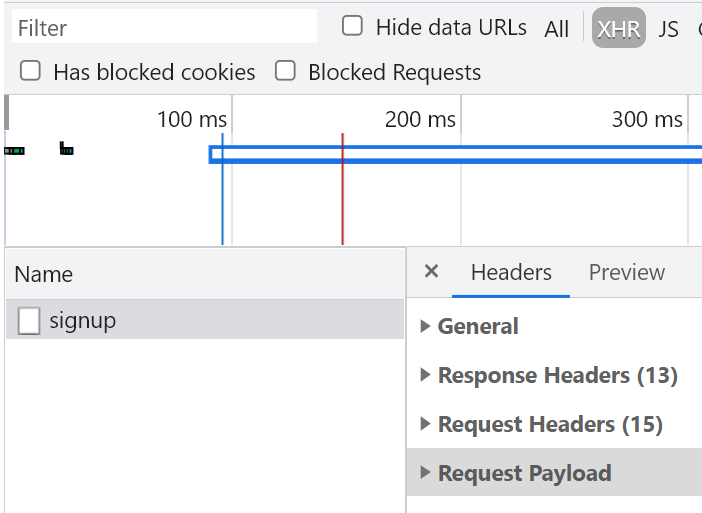 Filter Hide data URLs All XHR JS
Has blocked cookies Blocked Requests
100 ms 200 ms 300 ms
Name
signup
× Headers Preview
General
Response Headers (13)
Request Headers (15)
Request Payload